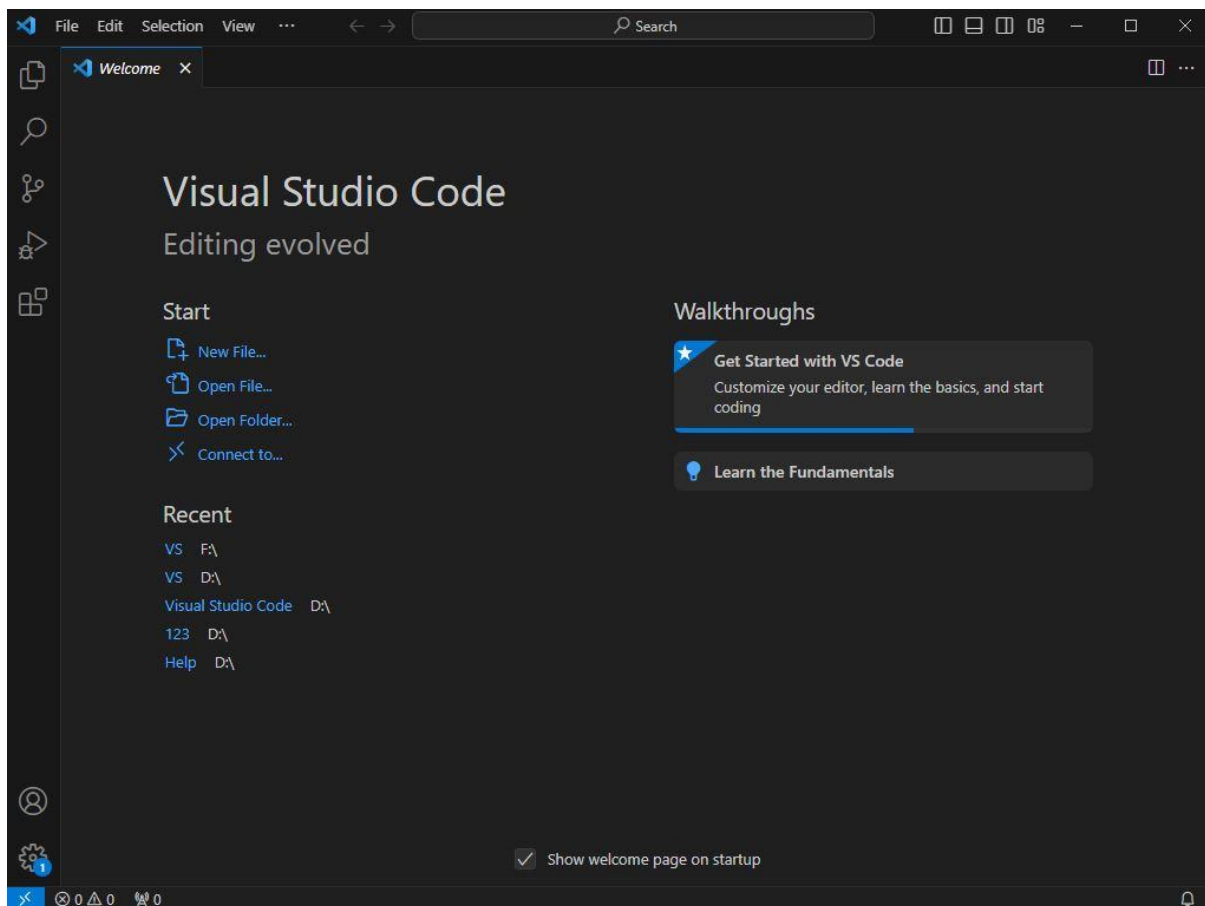 File Edit Selection View ··· Search
Welcome
Visual Studio Code
Editing evolved
Start
New File...
Open File...
Open Folder...
Connect to...
Recent
VS F:\
VS D:\
Visual Studio Code D:\
123 D:\
Help D:\
Walkthroughs
Get Started with VS Code
Customize your editor, learn the basics, and start
coding
Learn the Fundamentals
1
Show welcome page on startup
0 0 0